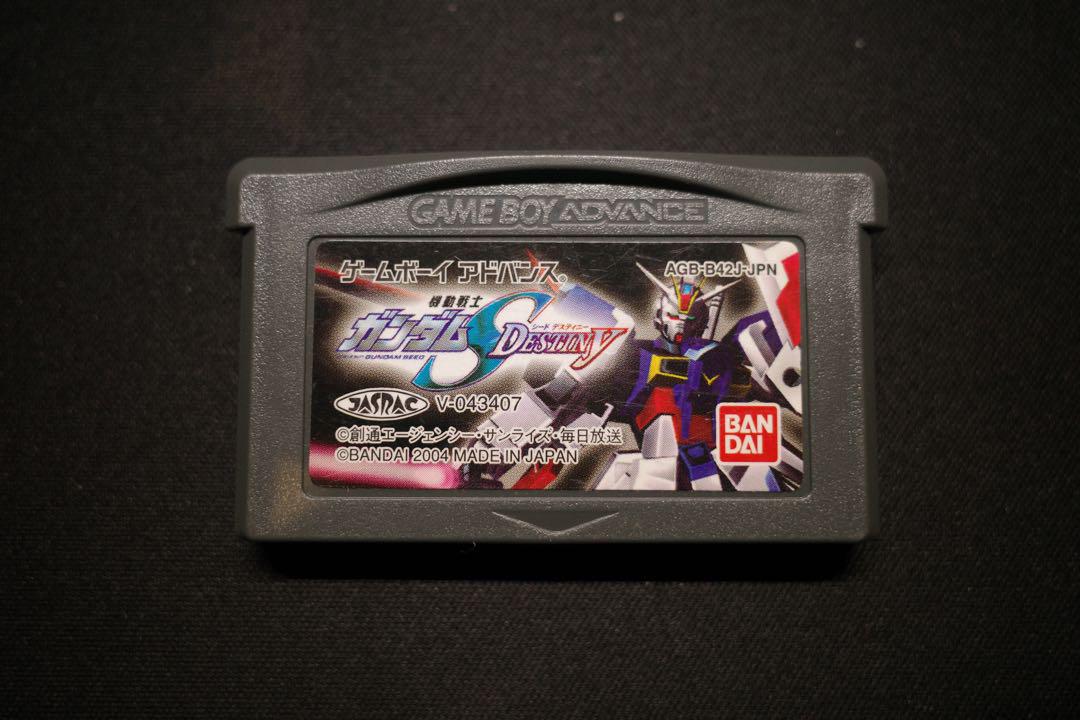 GAME BOY ADVANCE
ゲームボーイ アドバンス®
AGB-B42J-JPN
機動戦士
ガンダム SEED DESTINY
シード デスティニー
GUNDAM SEED
JASRAC V-043407
©創通エージェンシー・サンライズ・毎日放送
©BANDAI 2004 MADE IN JAPAN
BAN
DAI